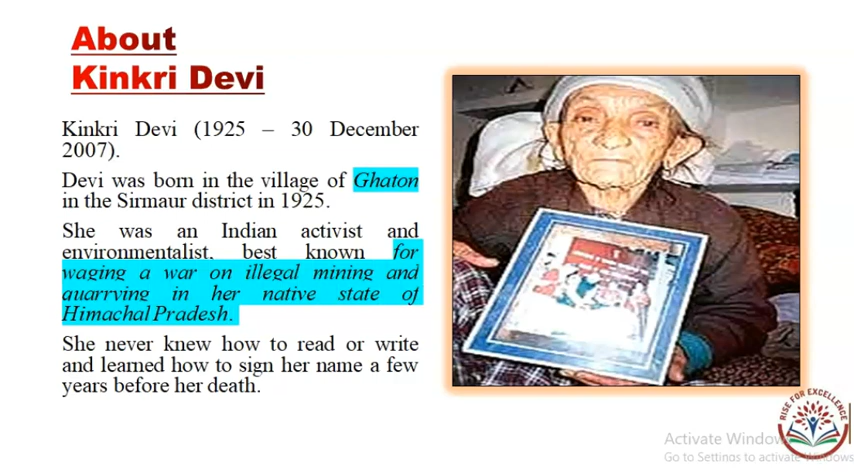 About
Kinkri Devi
Kinkri Devi (1925 – 30 December
2007).
Devi was born in the village of Ghaton
in the Sirmaur district in 1925.
She was an Indian activist and
environmentalist, best known for
waging a war on illegal mining and
quarrying in her native state of
Himachal Pradesh.
She never knew how to read or write
and learned how to sign her name a few
years before her death.
RISE FOR EXCELLENCE
Activate Window
Go to Settings to activate Windows